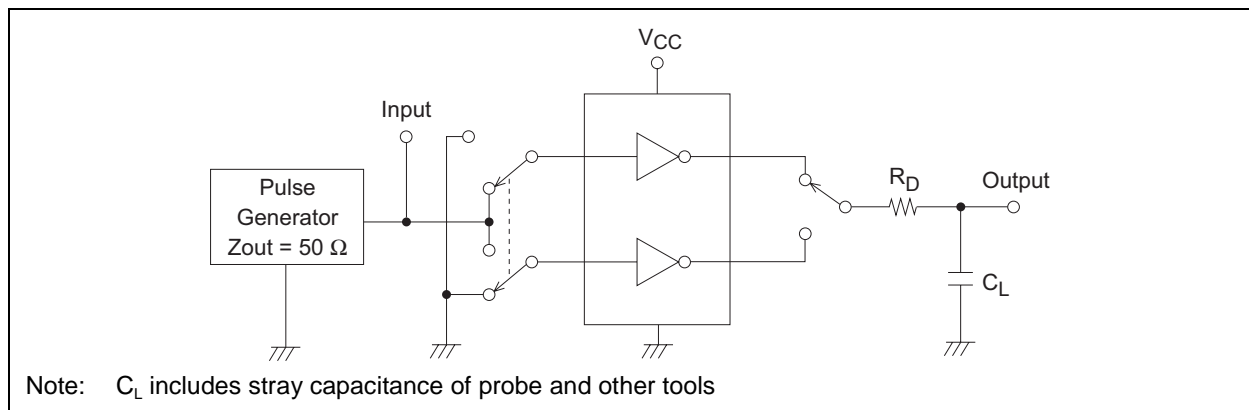 VCC
Input
Pulse
Generator
Zout = 50 Ω
RD
Output
CL
Note: CL includes stray capacitance of probe and other tools